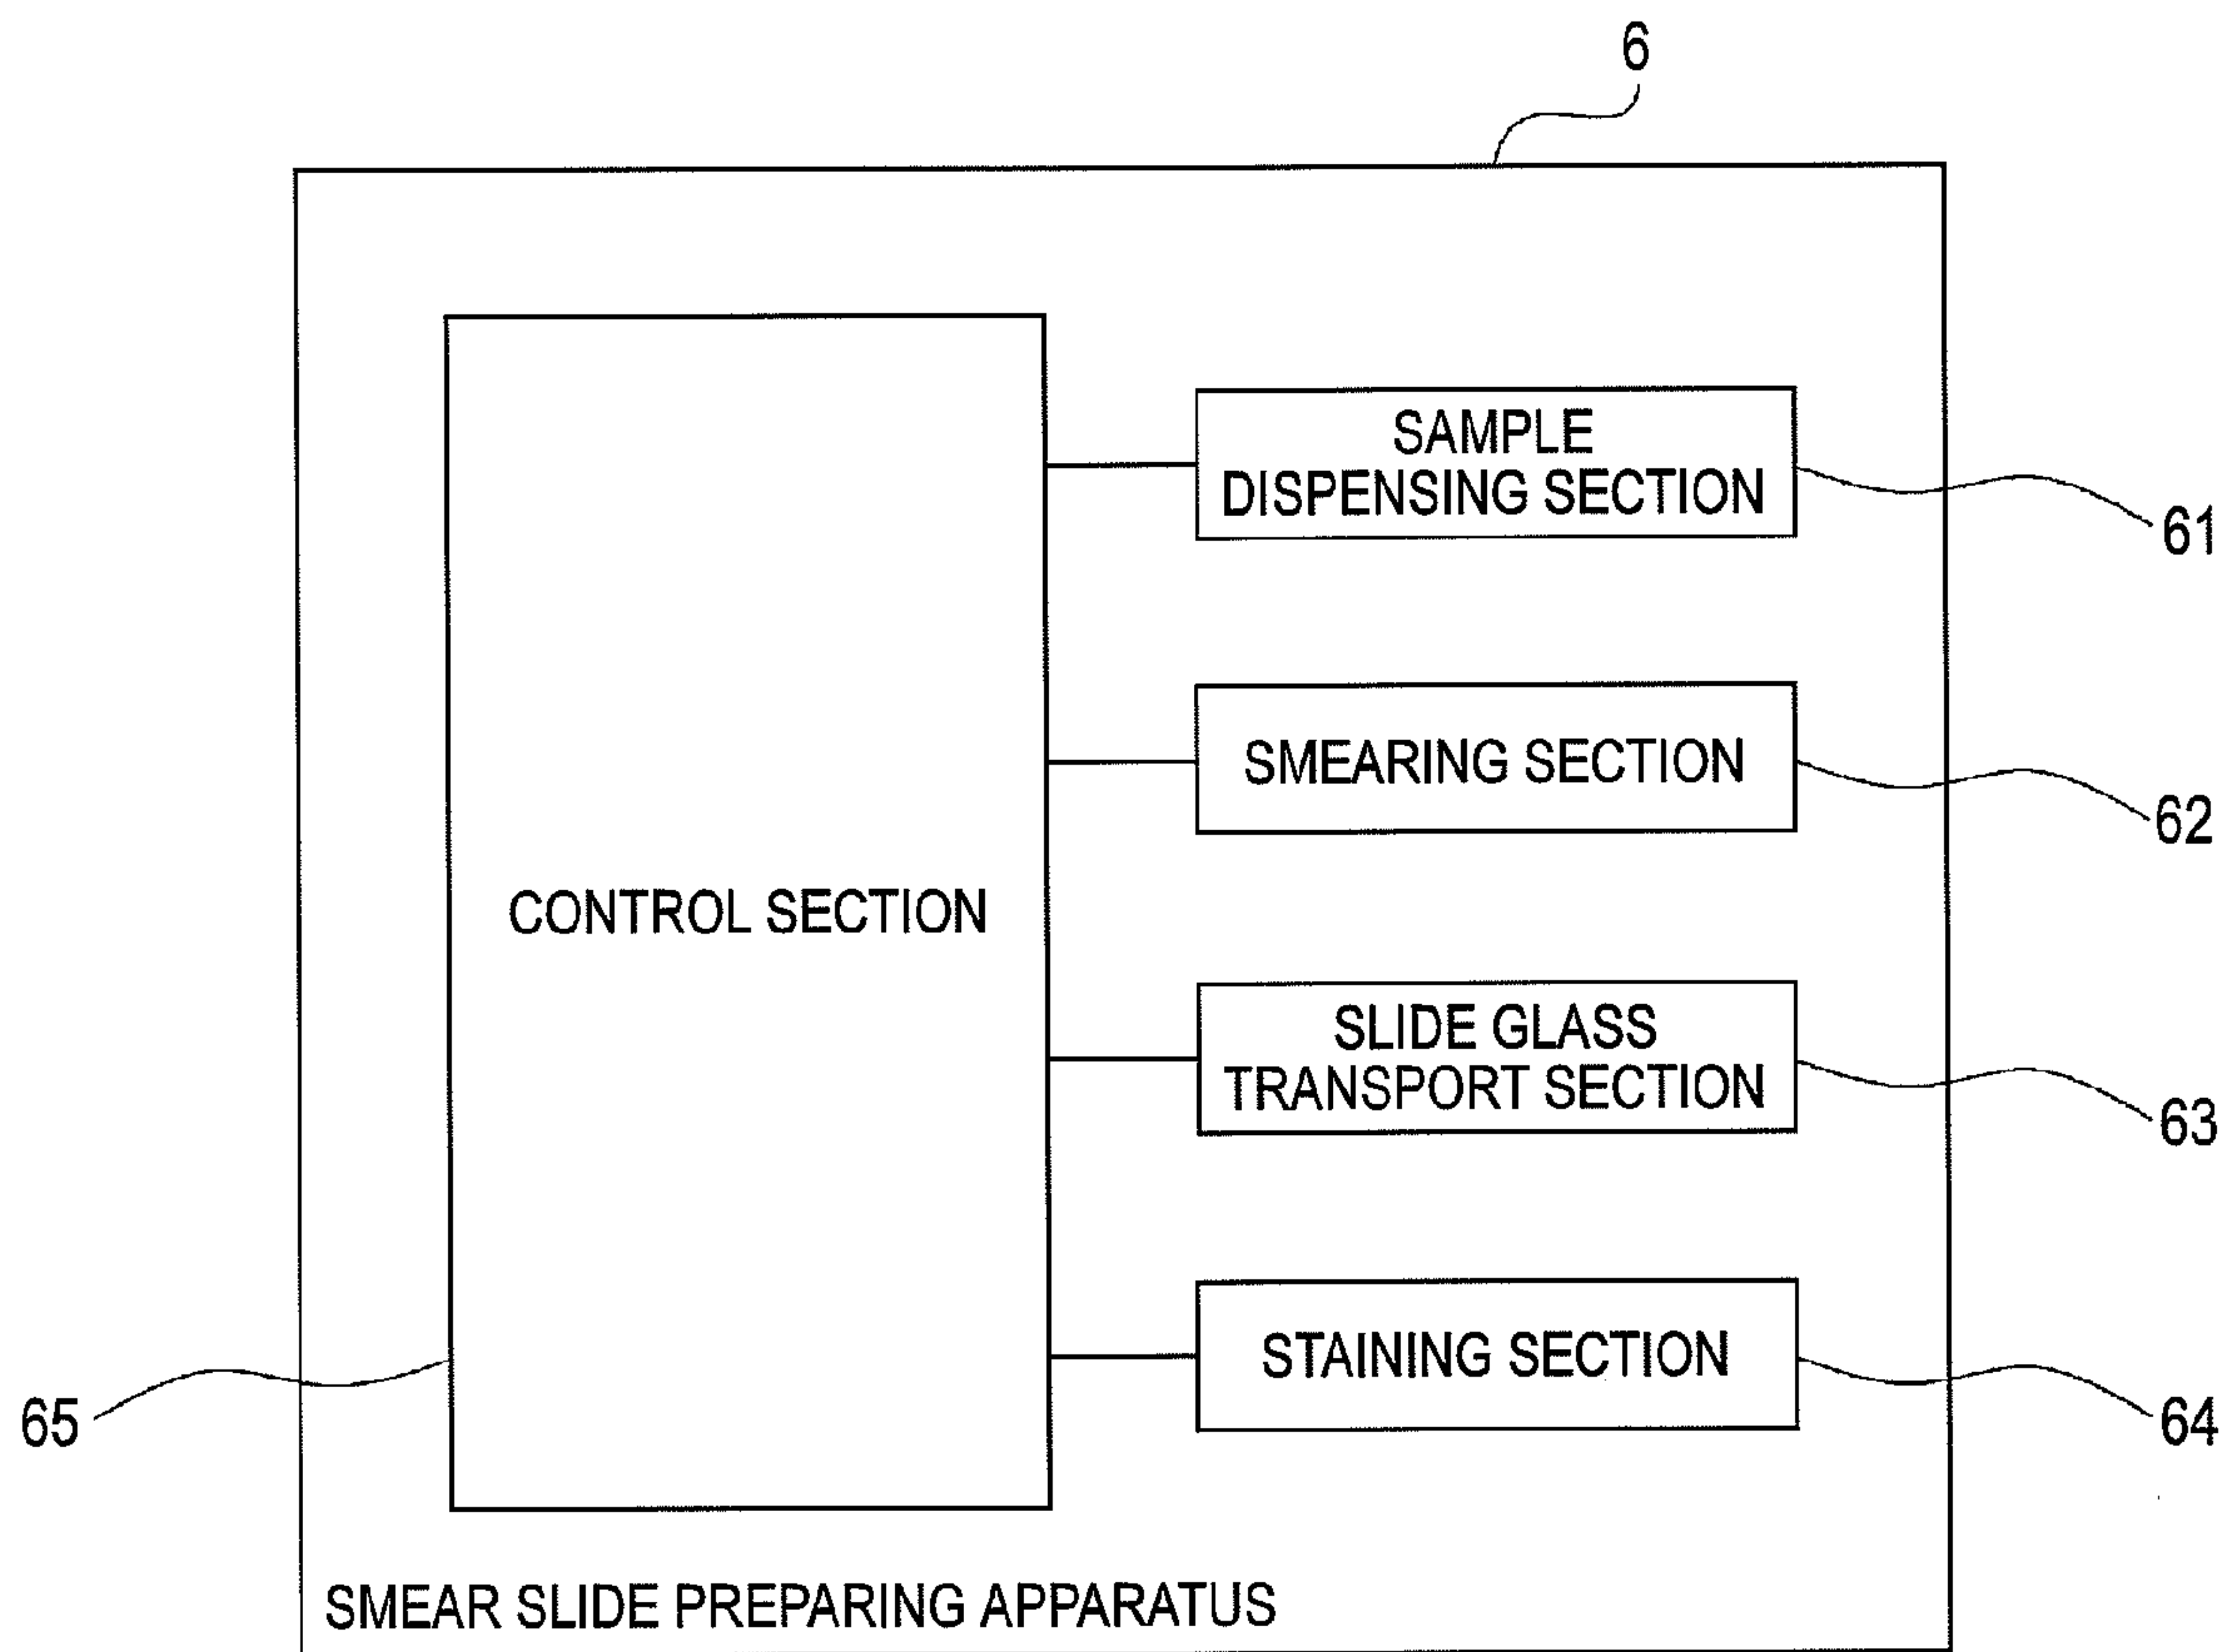 6
SAMPLE
DISPENSING SECTION
61
SMEARING SECTION
62
CONTROL SECTION
SLIDE GLASS
TRANSPORT SECTION
63
STAINING SECTION
65
64
SMEAR SLIDE PREPARING APPARATUS